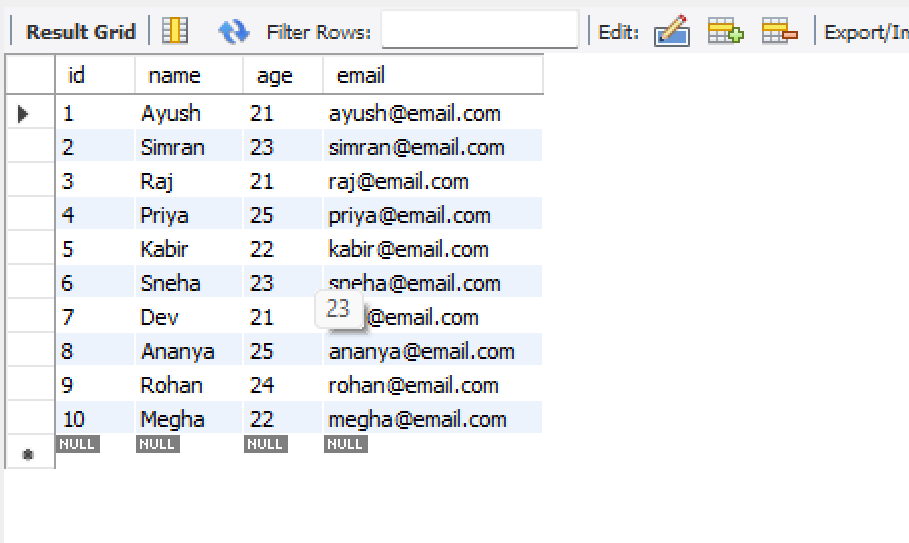 Result Grid Filter Rows: Edit: Export/Im
id name age email
1 Ayush 21 ayush@email.com
2 Simran 23 simran@email.com
3 Raj 21 raj@email.com
4 Priya 25 priya@email.com
5 Kabir 22 kabir@email.com
6 Sneha 23 sneha@email.com
23
7 Dev 21 @email.com
8 Ananya 25 ananya@email.com
9 Rohan 24 rohan@email.com
10 Megha 22 megha@email.com
NULL NULL NULL NULL